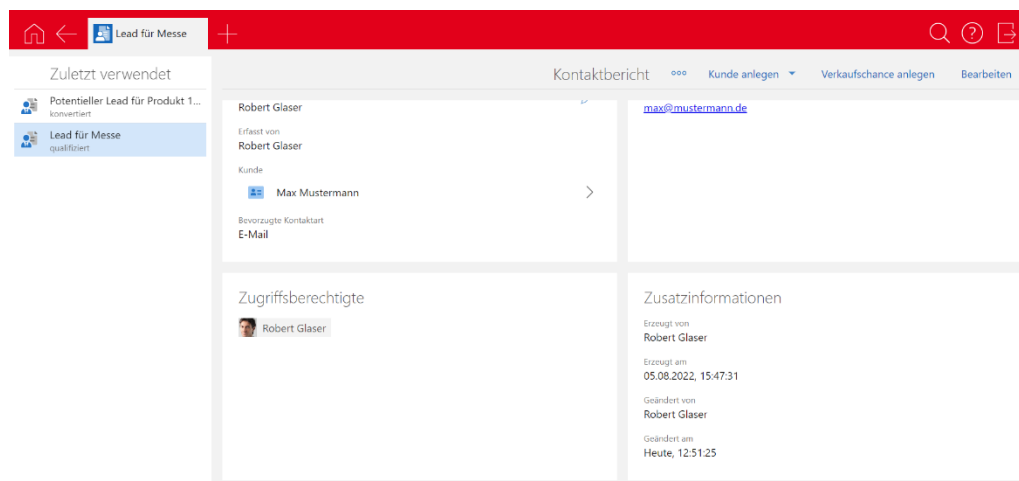 Lead für Messe
Zuletzt verwendet
Potentieller Lead für Produkt 1...
konvertiert
Lead für Messe
qualifiziert
Kontaktbericht
Kunde anlegen
Verkaufschance anlegen
Bearbeiten
Robert Glaser
Erfasst von
Robert Glaser
Kunde
Max Mustermann
Bevorzugte Kontaktart
E-Mail
max@mustermann.de
Zugriffsberechtigte
Robert Glaser
Zusatzinformationen
Erzeugt von
Robert Glaser
Erzeugt am
05.08.2022, 15:47:31
Geändert von
Robert Glaser
Geändert am
Heute, 12:51:25